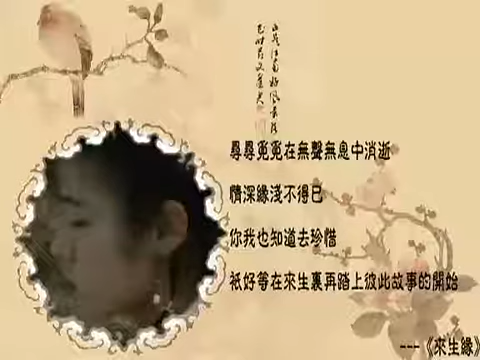 尋尋覓覓在無聲無息中消逝
情深緣淺不得已
你我也知道去珍惜
祇好等在來生裏再踏上彼此故事的開始
---《來生緣》